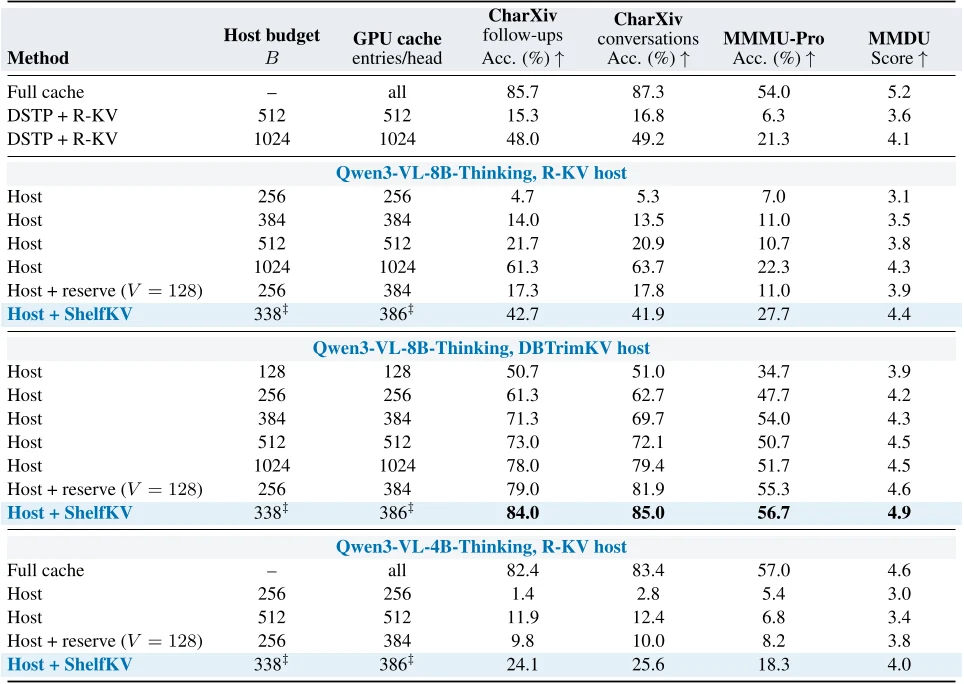 Method Host budget B GPU cache entries/head CharXiv follow-ups Acc. (%) ↑ CharXiv conversations Acc. (%) ↑ MMMU-Pro Acc. (%) ↑ MMDU Score ↑
Full cache – all 85.7 87.3 54.0 5.2
DSTP + R-KV 512 512 15.3 16.8 6.3 3.6
DSTP + R-KV 1024 1024 48.0 49.2 21.3 4.1
Qwen3-VL-8B-Thinking, R-KV host
Host 256 256 4.7 5.3 7.0 3.1
Host 384 384 14.0 13.5 11.0 3.5
Host 512 512 21.7 20.9 10.7 3.8
Host 1024 1024 61.3 63.7 22.3 4.3
Host + reserve (V = 128) 256 384 17.3 17.8 11.0 3.9
Host + ShelfKV 338‡ 386‡ 42.7 41.9 27.7 4.4
Qwen3-VL-8B-Thinking, DBTrimKV host
Host 128 128 50.7 51.0 34.7 3.9
Host 256 256 61.3 62.7 47.7 4.2
Host 384 384 71.3 69.7 54.0 4.3
Host 512 512 73.0 72.1 50.7 4.5
Host 1024 1024 78.0 79.4 51.7 4.5
Host + reserve (V = 128) 256 384 79.0 81.9 55.3 4.6
Host + ShelfKV 338‡ 386‡ 84.0 85.0 56.7 4.9
Qwen3-VL-4B-Thinking, R-KV host
Full cache – all 82.4 83.4 57.0 4.6
Host 256 256 1.4 2.8 5.4 3.0
Host 512 512 11.9 12.4 6.8 3.4
Host + reserve (V = 128) 256 384 9.8 10.0 8.2 3.8
Host + ShelfKV 338‡ 386‡ 24.1 25.6 18.3 4.0